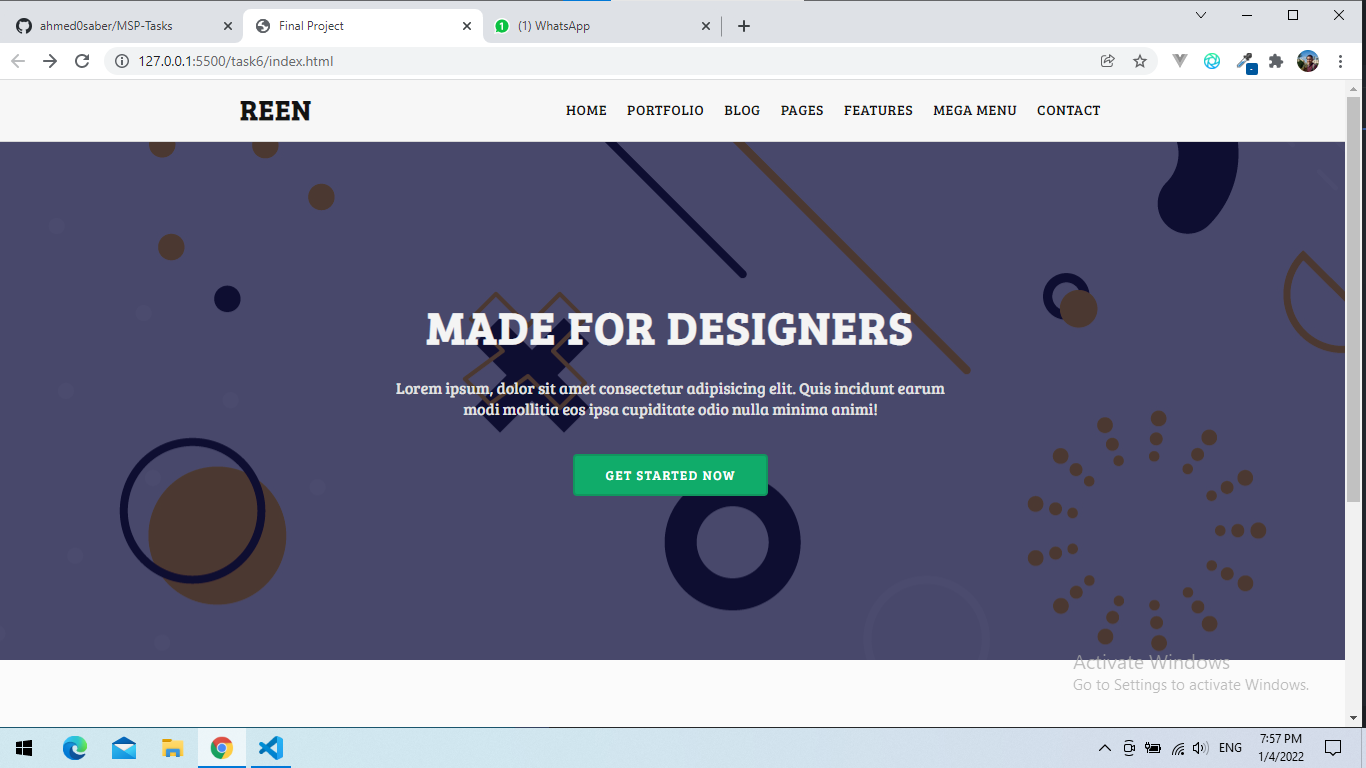 ahmed0saber/MSP-Tasks
Final Project
1
(1) WhatsApp
127.0.0.1:5500/task6/index.html
REEN
HOME PORTFOLIO BLOG PAGES FEATURES MEGA MENU CONTACT
MADE FOR DESIGNERS
Lorem ipsum, dolor sit amet consectetur adipisicing elit. Quis incidunt earum
modi mollitia eos ipsa cupiditate odio nulla minima animi!
GET STARTED NOW
Activate Windows
Go to Settings to activate Windows.
ENG
7:57 PM
1/4/2022